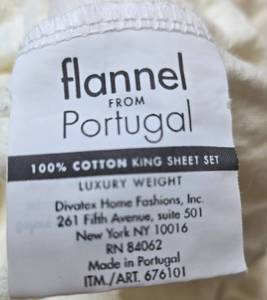 flannel
FROM
Portugal
100% COTTON KING SHEET SET
LUXURY WEIGHT
Divatex Home Fashions, Inc.
261 Fifth Avenue, suite 501
New York NY 10016
RN 84062
Made in Portugal
ITM./ART. 676101